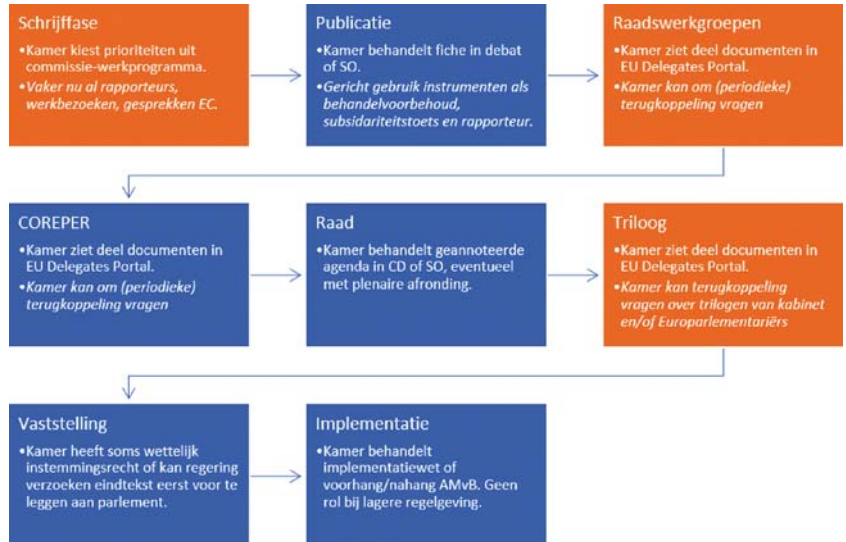 Schrijffase
•Kamer kiest prioriteiten uit
commissie-werkprogramma.
•Vaker nu al rapporteurs,
werkbezoeken, gesprekken EC.
Publicatie
•Kamer behandelt fiche in debat
of SO.
•Gericht gebruik instrumenten als
behandelvoorbehoud,
subsidariteitstoets en rapporteur.
Raadswerkgroepen
•Kamer ziet deel documenten in
EU Delegates Portal.
•Kamer kan om (periodieke)
terugkoppeling vragen
COREPER
•Kamer ziet deel documenten in
EU Delegates Portal.
•Kamer kan om (periodieke)
terugkoppeling vragen
Raad
•Kamer behandelt geannoteerde
agenda in CD of SO, eventueel
met plenaire afronding.
Triloog
•Kamer ziet deel documenten in
EU Delegates Portal.
•Kamer kan terugkoppeling
vragen over trilogen van kabinet
en/of Europarlementariërs
Vaststelling
•Kamer heeft soms wettelijk
instemmingsrecht of kan regering
verzoeken eindtekst eerst voor te
leggen aan parlement.
Implementatie
•Kamer behandelt
implementatiewet of
voorhang/nahang AMvB. Geen
rol bij lagere regelgeving.